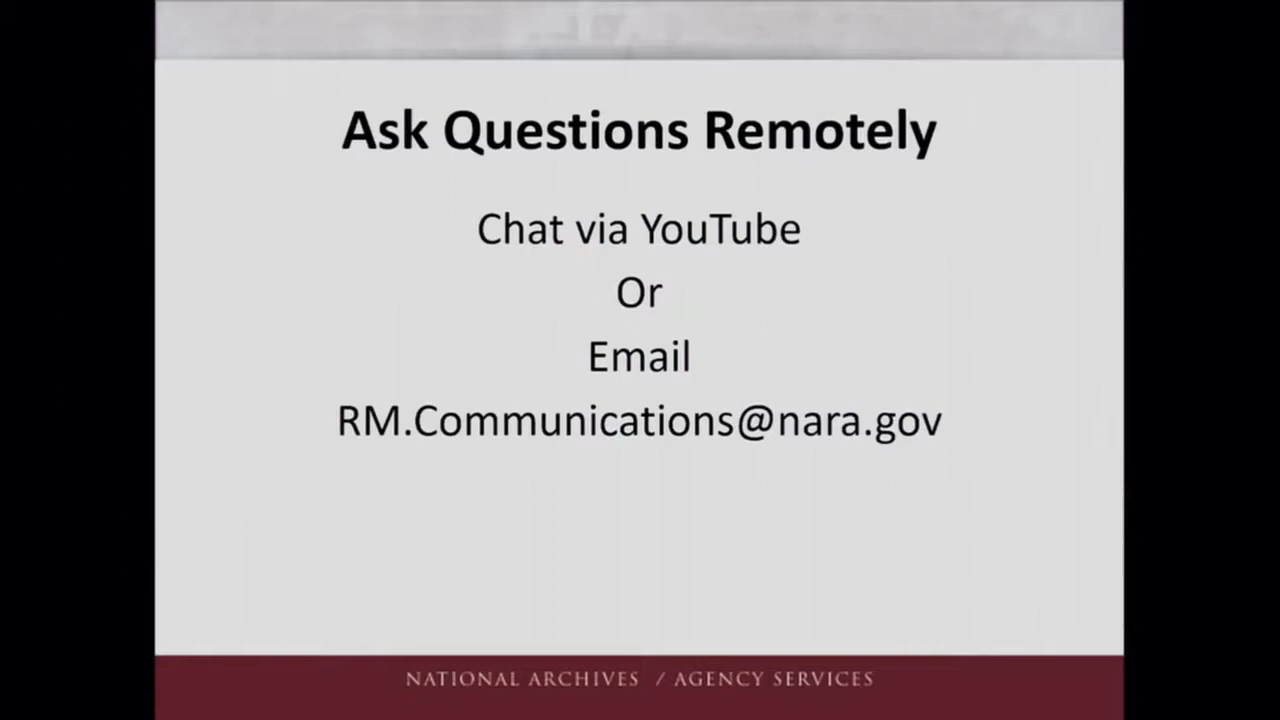 Ask Questions Remotely
Chat via YouTube
Or
Email
RM.Communications@nara.gov
NATIONAL ARCHIVES / AGENCY SERVICES